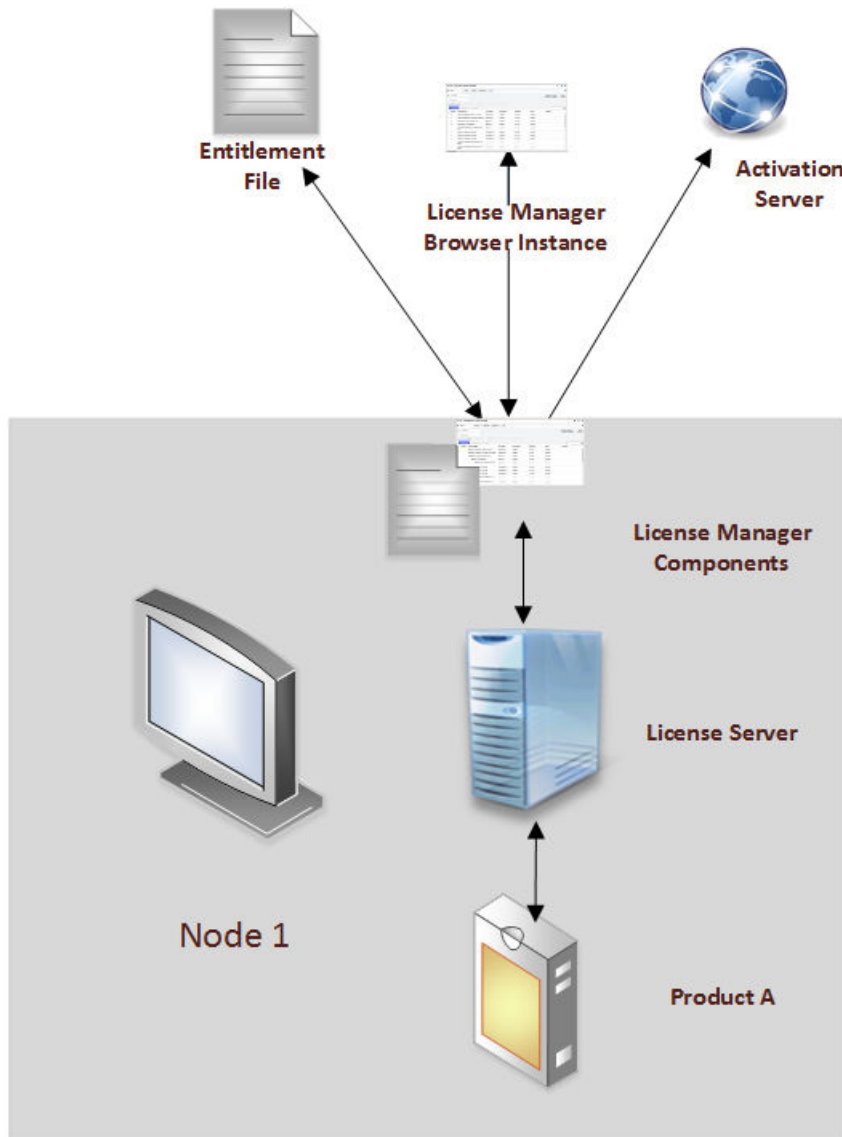 Entitlement
File
License Manager
Browser Instance
Activation
Server
License Manager
Components
License Server
Node 1
Product A